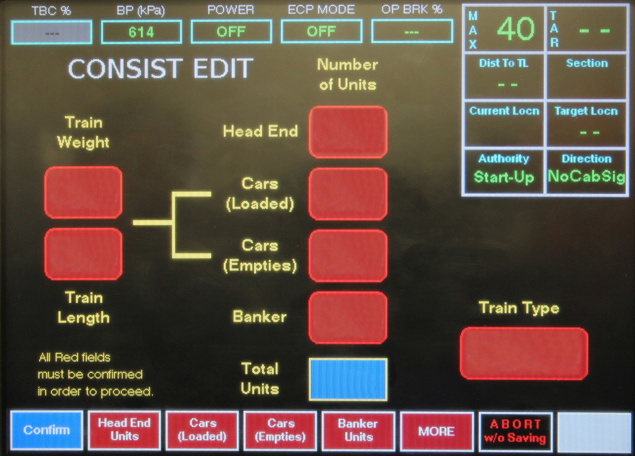 TBC %
BP (kPa)
POWER
ECP MODE
OP BRK %
---
614
OFF
OFF
---
MAX
40
TAR
- -
Dist To TL
Section
- -
Current Locn
Target Locn
- -
Authority
Direction
Start-Up
NoCabSig
CONSIST EDIT
Number
of Units
Train
Weight
Head End
Cars
(Loaded)
Cars
(Empties)
Train
Length
Banker
Train Type
All Red fields
must be confirmed
in order to proceed.
Total
Units
Confirm
Head End
Units
Cars
(Loaded)
Cars
(Empties)
Banker
Units
MORE
ABORT
w/o Saving